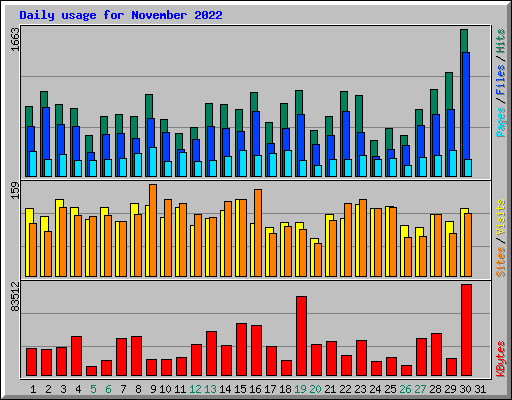 Daily usage for November 2022
1663
Pages / Files / Hits
159
Sites / Visits
83512
KBytes
1 2 3 4 5 6 7 8 9 10 11 12 13 14 15 16 17 18 19 20 21 22 23 24 25 26 27 28 29 30 31